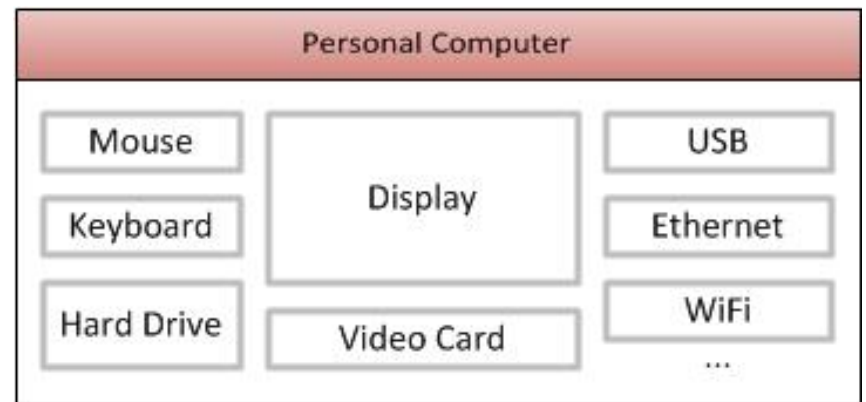 Personal Computer
Mouse
Keyboard
Hard Drive
Display
Video Card
USB
Ethernet
WiFi
...